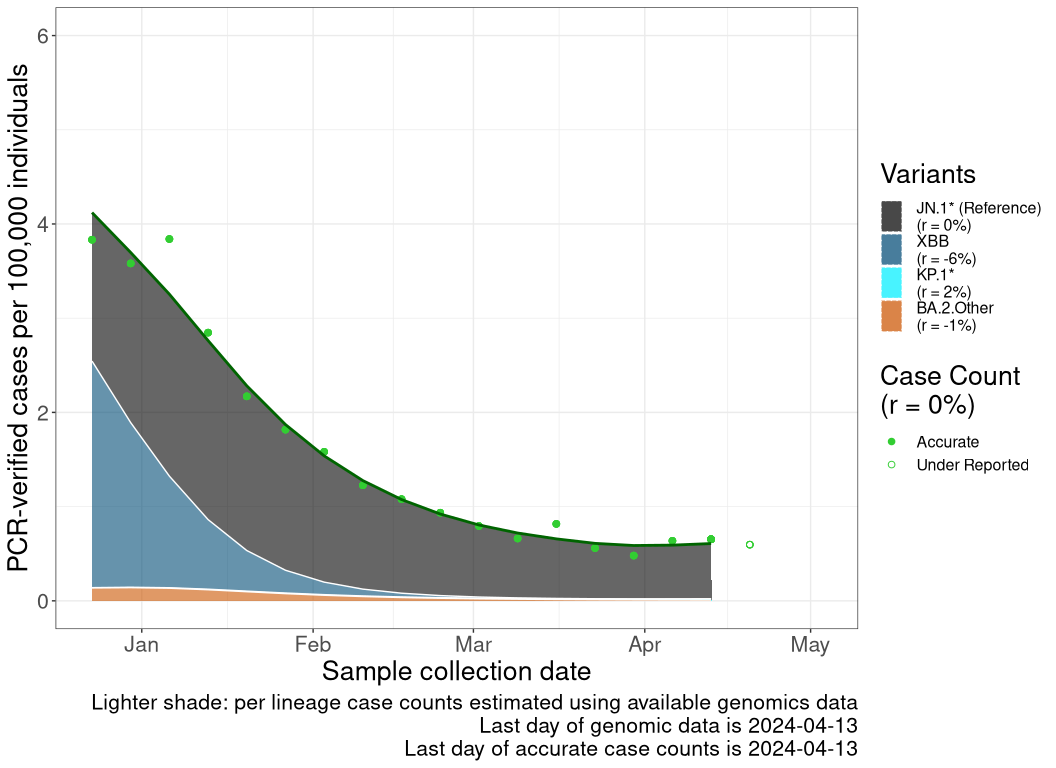 PCR-verified cases per 100,000 individuals
6
4
2
0
Jan Feb Mar Apr May
Sample collection date
Lighter shade: per lineage case counts estimated using available genomics data
Last day of genomic data is 2024-04-13
Last day of accurate case counts is 2024-04-13
Variants
JN.1* (Reference)
(r = 0%)
XBB
(r = -6%)
KP.1*
(r = 2%)
BA.2.Other
(r = -1%)
Case Count
(r = 0%)
Accurate
Under Reported